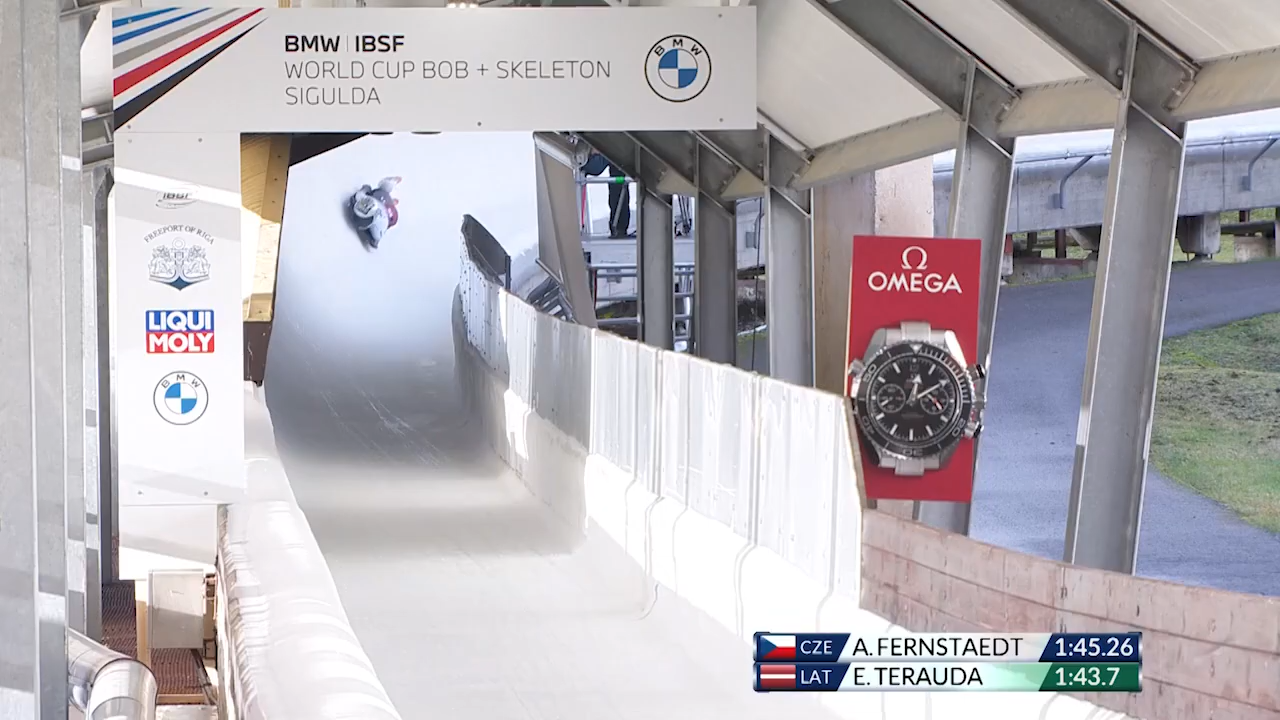 BMW | IBSF
WORLD CUP BOB + SKELETON
SIGULDA
BMW
IBSF
FREEPORT OF RIGA
LIQUI
MOLY
BMW
Ω
OMEGA
CZE A. FERNSTAEDT 1:45.26
LAT E. TERAUDA 1:43.7